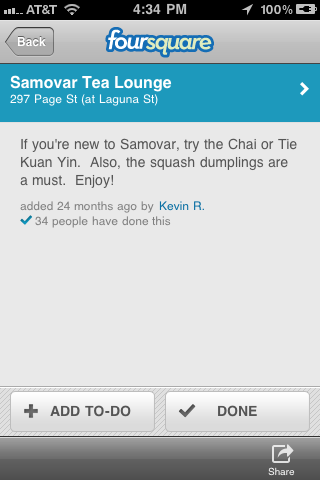 AT&T 4:34 PM 100%
Back foursquare
Samovar Tea Lounge
297 Page St (at Laguna St)
If you're new to Samovar, try the Chai or Tie
Kuan Yin.  Also, the squash dumplings are
a must.  Enjoy!
added 24 months ago by Kevin R.
34 people have done this
ADD TO-DO DONE
Share